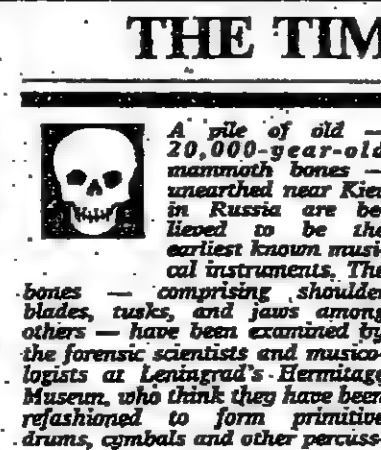 THE TIM
A pile of old —
20,000-year-old
mammoth bones —
unearthed near Kiev
in Russia are be-
lieved to be the
earliest known musi-
cal instruments. The
bones — comprising shoulder
blades, tusks, and jaws among
others — have been examined by
the forensic scientists and musico-
logists at Leningrad's Hermitage
Museum, who think they have been
refashioned to form primitive
drums, cymbals and other percuss-